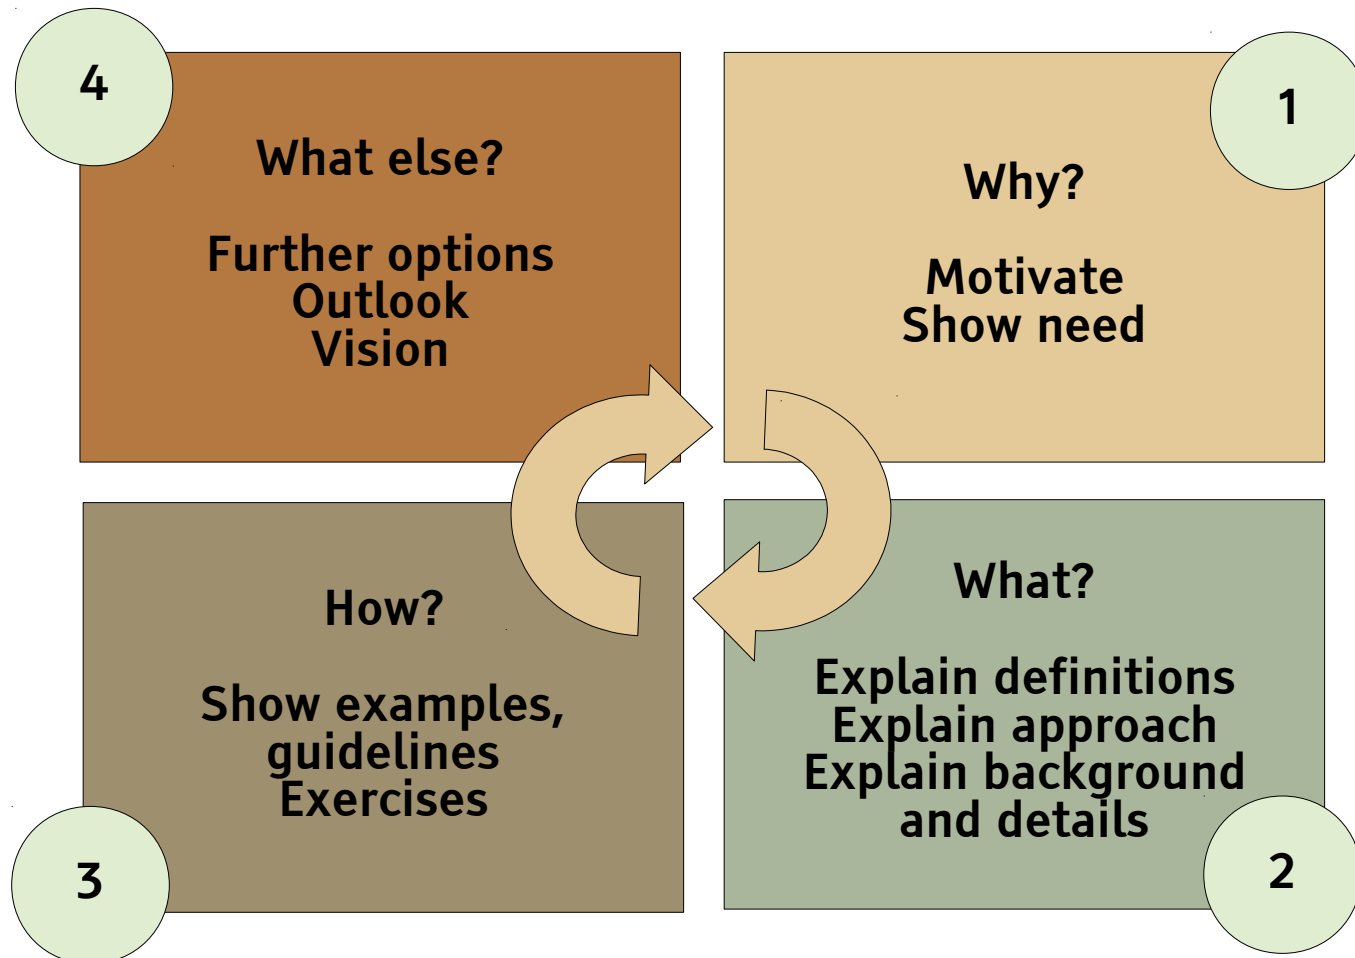 4
What else?
Further options
Outlook
Vision
1
Why?
Motivate
Show need
3
How?
Show examples,
guidelines
Exercises
2
What?
Explain definitions
Explain approach
Explain background
and details